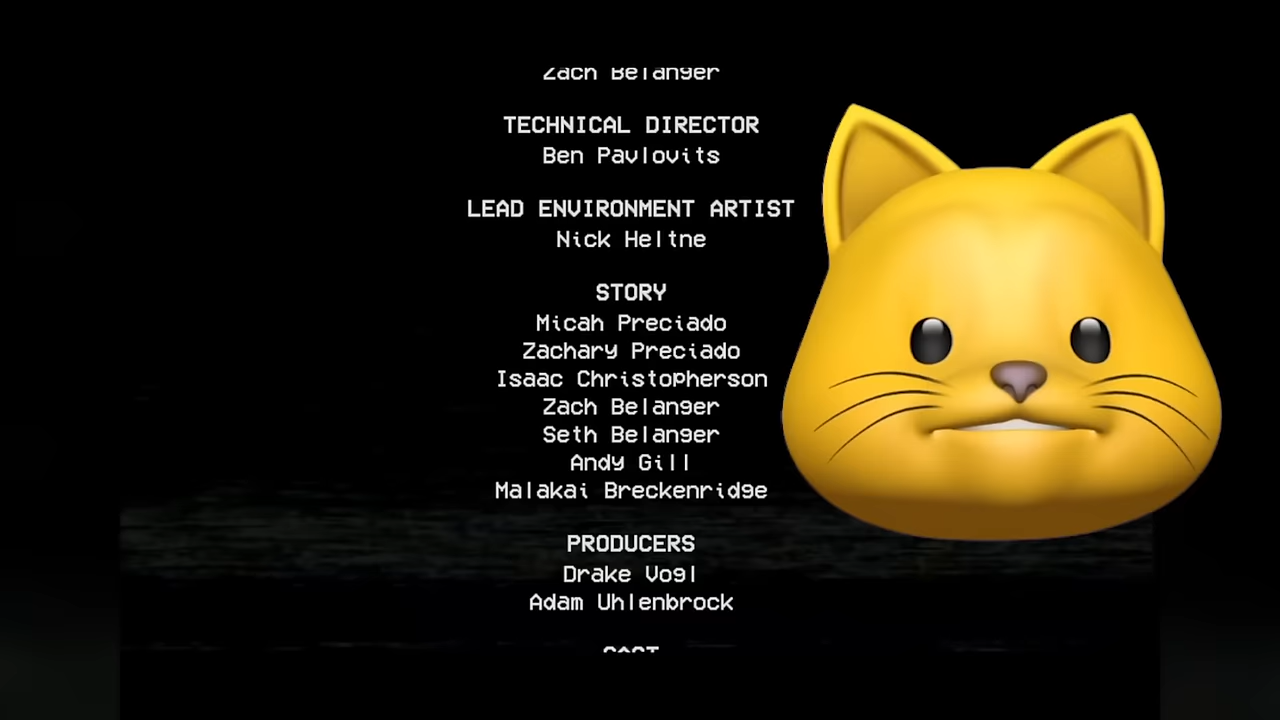 Zach Belanger
TECHNICAL DIRECTOR
Ben Pavlovits
LEAD ENVIRONMENT ARTIST
Nick Heltne
STORY
Micah Preciado
Zachary Preciado
Isaac Christopherson
Zach Belanger
Seth Belanger
Andy Gill
Malakai Breckenridge
PRODUCERS
Drake Vogl
Adam Uhlenbrock
CAST